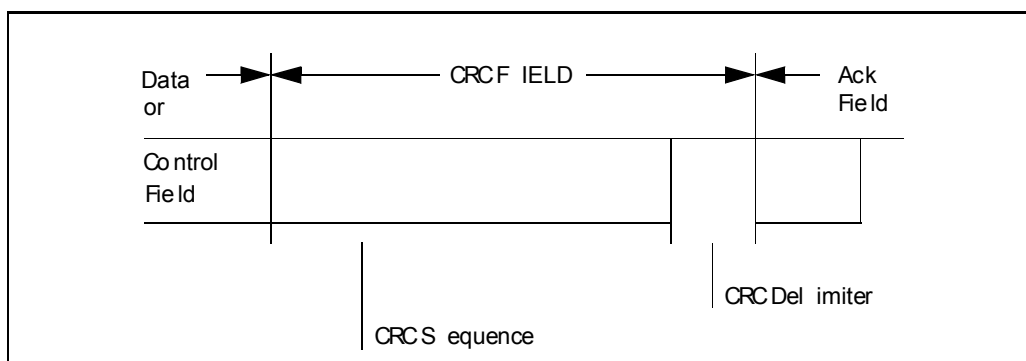 Data
or
CRC FIELD
Ack
Field
Control
Field
CRC Delimiter
CRC Sequence